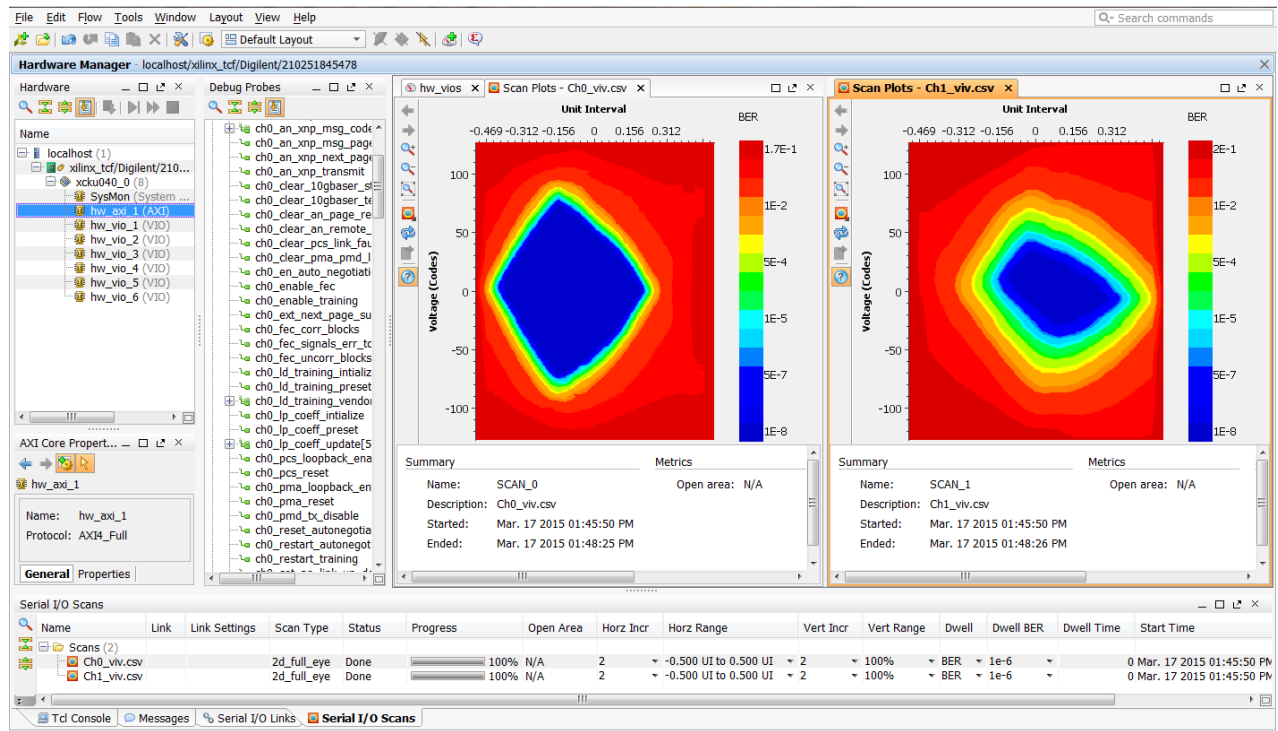 File Edit Flow Tools Window Layout View Help
Q- Search commands
Default Layout
Hardware Manager - localhost/xilinx_tcf/Digilent/210251845478
Hardware
Name
localhost (1)
xilinx_tcf/Digilent/210...
xcku040_0 (8)
SysMon (System ...
hw_axi_1 (AXI)
hw_vio_1 (VIO)
hw_vio_2 (VIO)
hw_vio_3 (VIO)
hw_vio_4 (VIO)
hw_vio_5 (VIO)
hw_vio_6 (VIO)
AXI Core Propert...
hw_axi_1
Name: hw_axi_1
Protocol: AXI4_Full
General Properties
Debug Probes
ch0_an_xnp_msg_code
ch0_an_xnp_msg_page
ch0_an_xnp_next_page
ch0_an_xnp_transmit
ch0_clear_10gbaser_st
ch0_clear_10gbaser_te
ch0_clear_an_page_re
ch0_clear_an_remote_
ch0_clear_pcs_link_fau
ch0_clear_pma_pmd_l
ch0_en_auto_negotiati
ch0_enable_fec
ch0_enable_training
ch0_ext_next_page_su
ch0_fec_corr_blocks
ch0_fec_signals_err_tc
ch0_fec_uncorr_blocks
ch0_ld_training_intializ
ch0_ld_training_preset
ch0_ld_training_vendor
ch0_lp_coeff_intialize
ch0_lp_coeff_preset
ch0_lp_coeff_update[5
ch0_pcs_loopback_ena
ch0_pcs_reset
ch0_pma_loopback_en
ch0_pma_reset
ch0_pmd_tx_disable
ch0_reset_autonegotia
ch0_restart_autonegot
ch0_restart_training
hw_vios Scan Plots - Ch0_viv.csv
Unit Interval
BER
-0.469 -0.312 -0.156 0 0.156 0.312
Voltage (Codes)
100
50
0
-50
-100
1.7E-1
1E-2
5E-4
1E-5
5E-7
1E-8
Summary
Metrics
Name: SCAN_0
Open area: N/A
Description: Ch0_viv.csv
Started: Mar. 17 2015 01:45:50 PM
Ended: Mar. 17 2015 01:48:25 PM
Scan Plots - Ch1_viv.csv
Unit Interval
BER
-0.469 -0.312 -0.156 0 0.156 0.312
Voltage (Codes)
100
50
0
-50
-100
2E-1
1E-2
5E-4
1E-5
5E-7
1E-8
Summary
Metrics
Name: SCAN_1
Open area: N/A
Description: Ch1_viv.csv
Started: Mar. 17 2015 01:45:50 PM
Ended: Mar. 17 2015 01:48:26 PM
Serial I/O Scans
Name Link Link Settings Scan Type Status Progress Open Area Horz Incr Horz Range Vert Incr Vert Range Dwell Dwell BER Dwell Time Start Time
Scans (2)
Ch0_viv.csv 2d_full_eye Done 100% N/A 2 -0.500 UI to 0.500 UI 2 100% BER 1e-6 0 Mar. 17 2015 01:45:50 PM
Ch1_viv.csv 2d_full_eye Done 100% N/A 2 -0.500 UI to 0.500 UI 2 100% BER 1e-6 0 Mar. 17 2015 01:45:50 PM
Tcl Console Messages Serial I/O Links Serial I/O Scans